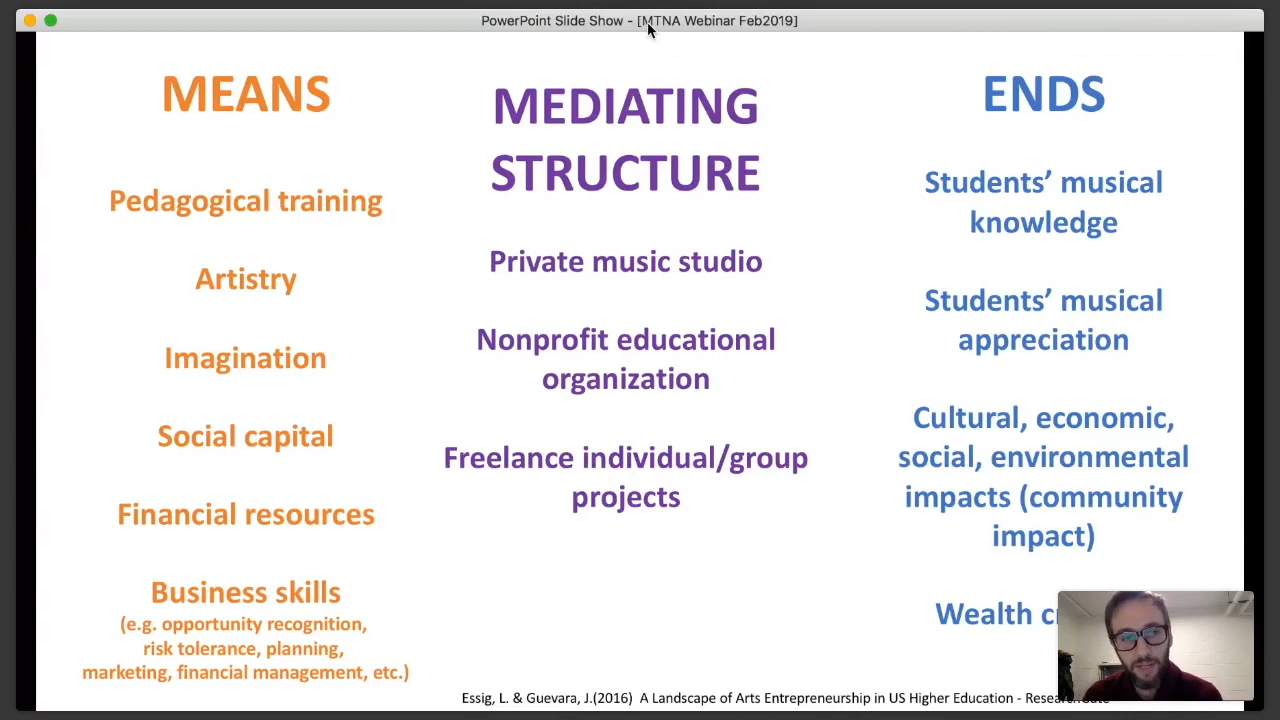 PowerPoint Slide Show - [MTNA Webinar Feb2019]
MEANS
Pedagogical training
Artistry
Imagination
Social capital
Financial resources
Business skills
(e.g. opportunity recognition,
risk tolerance, planning,
marketing, financial management, etc.)
MEDIATING
STRUCTURE
Private music studio
Nonprofit educational
organization
Freelance individual/group
projects
ENDS
Students’ musical
knowledge
Students’ musical
appreciation
Cultural, economic,
social, environmental
impacts (community
impact)
Wealth
Essig, L. & Guevara, J.(2016) A Landscape of Arts Entrepreneurship in US Higher Education -